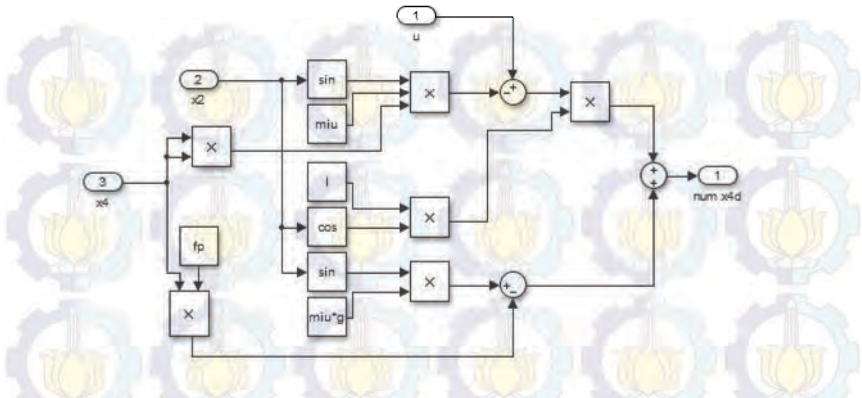 1
u
2
x2
sin
miu
×
- +
×
×
3
x4
l
cos
×
+
+
1
num x4d
fp
sin
×
+ -
miu*g
×